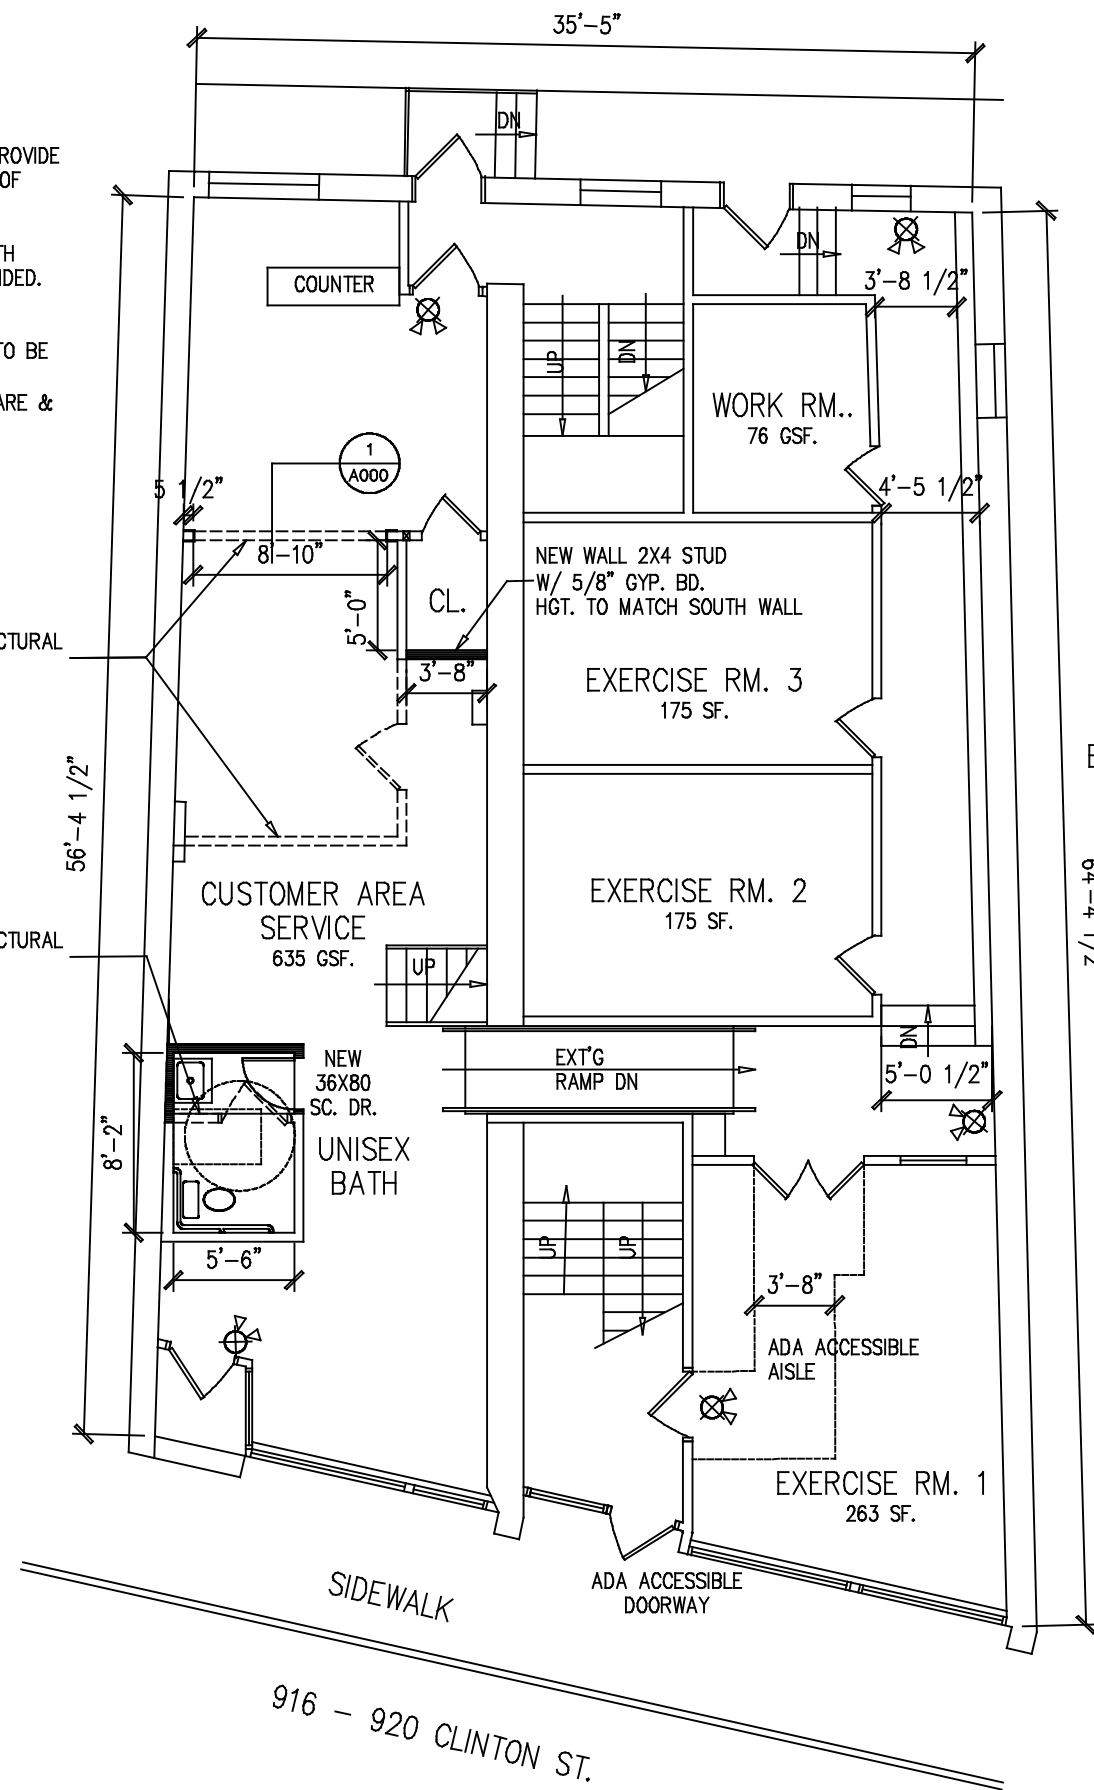 35'-5"
DN
ROVIDE
OF
TH
NDED.
TO BE
ARE &
COUNTER
DN
3'-8 1/2"
UP
DN
WORK RM..
76 GSF.
1
A000
5 1/2"
4'-5 1/2"
8'-10"
NEW WALL 2X4 STUD
W/ 5/8" GYP. BD.
HGT. TO MATCH SOUTH WALL
5'-0"
CL.
CTURAL
3'-8"
EXERCISE RM. 3
175 SF.
56'-4 1/2"
64-4 1/2
CUSTOMER AREA
SERVICE
635 GSF.
EXERCISE RM. 2
175 SF.
CTURAL
UP
DN
EXT'G
RAMP DN
5'-0 1/2"
NEW
36X80
SC. DR.
8'-2"
UNISEX
BATH
5'-6"
UP
UP
3'-8"
ADA ACCESSIBLE
AISLE
EXERCISE RM. 1
263 SF.
ADA ACCESSIBLE
DOORWAY
SIDEWALK
916 - 920 CLINTON ST.